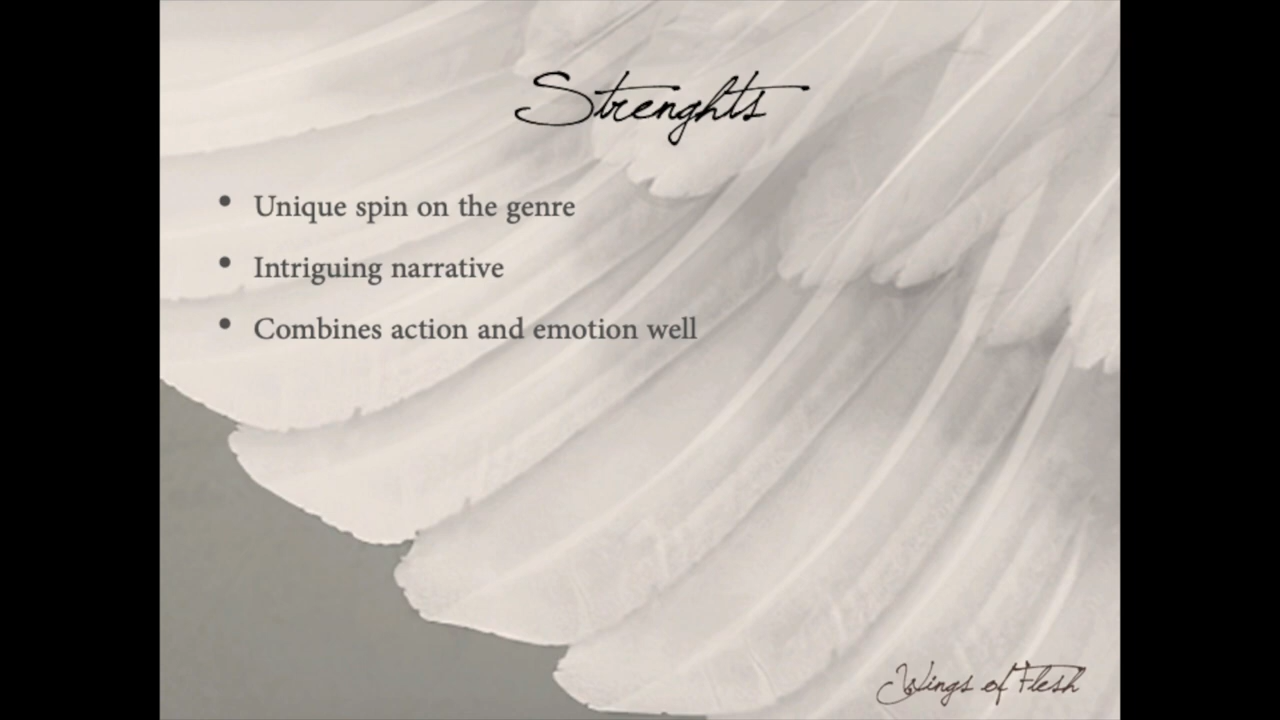 Strenghts
• Unique spin on the genre
• Intriguing narrative
• Combines action and emotion well
Wings of Flesh